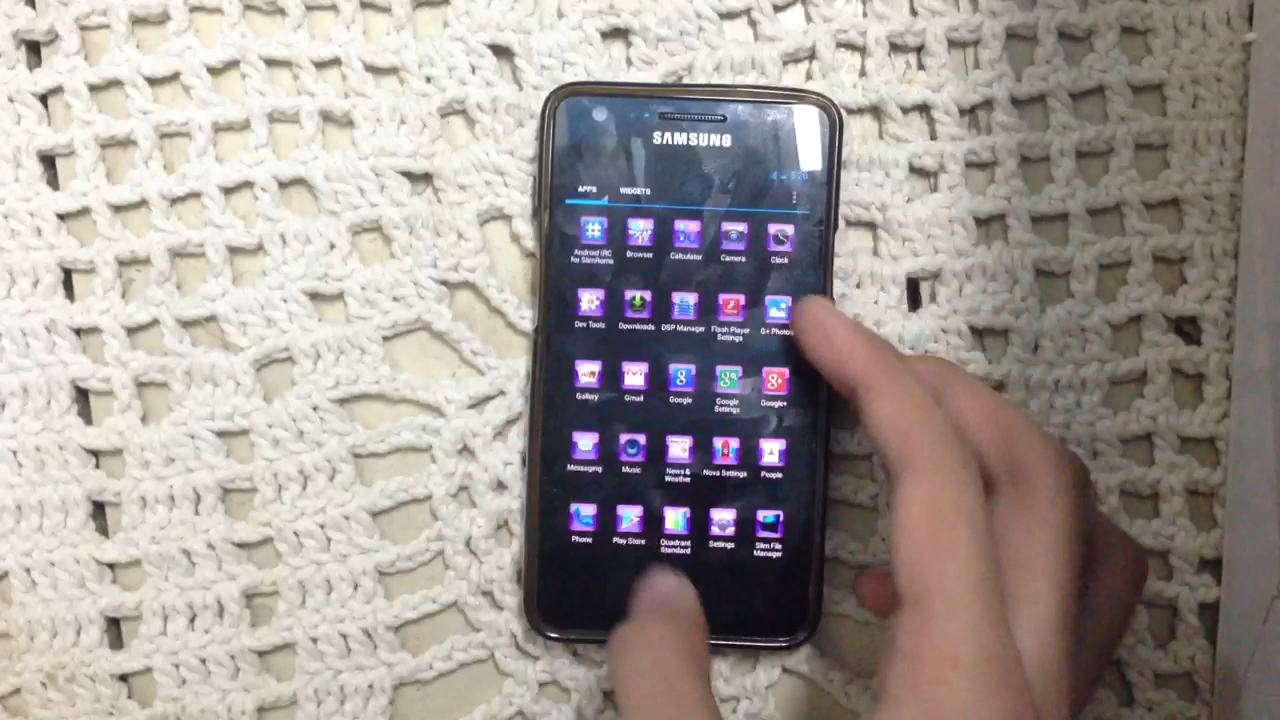 SAMSUNG
APPS WIDGETS
Android IRC for SlimRoms
Browser
Calculator
Camera
Clock
Dev Tools
Downloads
DSP Manager
Flash Player Settings
G+ Photos
Gallery
Gmail
Google
Google Settings
Google+
Messaging
Music
News & Weather
Nova Settings
People
Phone
Play Store
Quadrant Standard
Settings
Slim File Manager